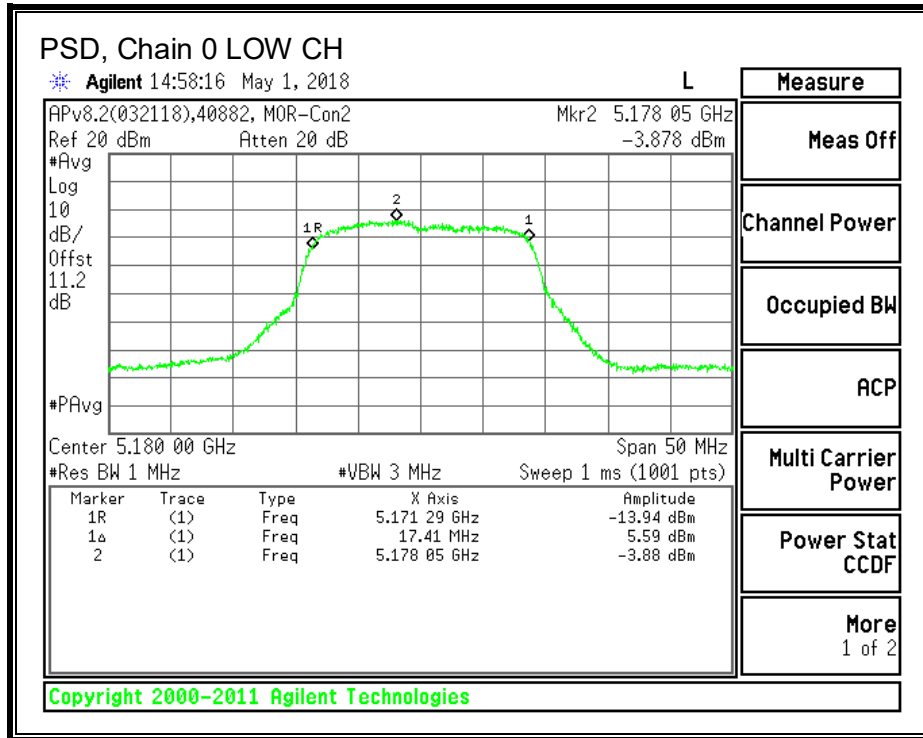 PSD, Chain 0 LOW CH
Agilent 14:58:16 May 1, 2018 L
APv8.2(032118),40882, MOR-Con2 Mkr2 5.178 05 GHz
Ref 20 dBm Atten 20 dB -3.878 dBm
#Avg
Log
10
dB/
Offst
11.2
dB
#PAvg
1R
2
1
Center 5.180 00 GHz Span 50 MHz
#Res BW 1 MHz #VBW 3 MHz Sweep 1 ms (1001 pts)
Marker Trace Type X Axis Amplitude
1R (1) Freq 5.171 29 GHz -13.94 dBm
1Δ (1) Freq 17.41 MHz 5.59 dBm
2 (1) Freq 5.178 05 GHz -3.88 dBm
Copyright 2000-2011 Agilent Technologies
Measure
Meas Off
Channel Power
Occupied BW
ACP
Multi Carrier
Power
Power Stat
CCDF
More
1 of 2